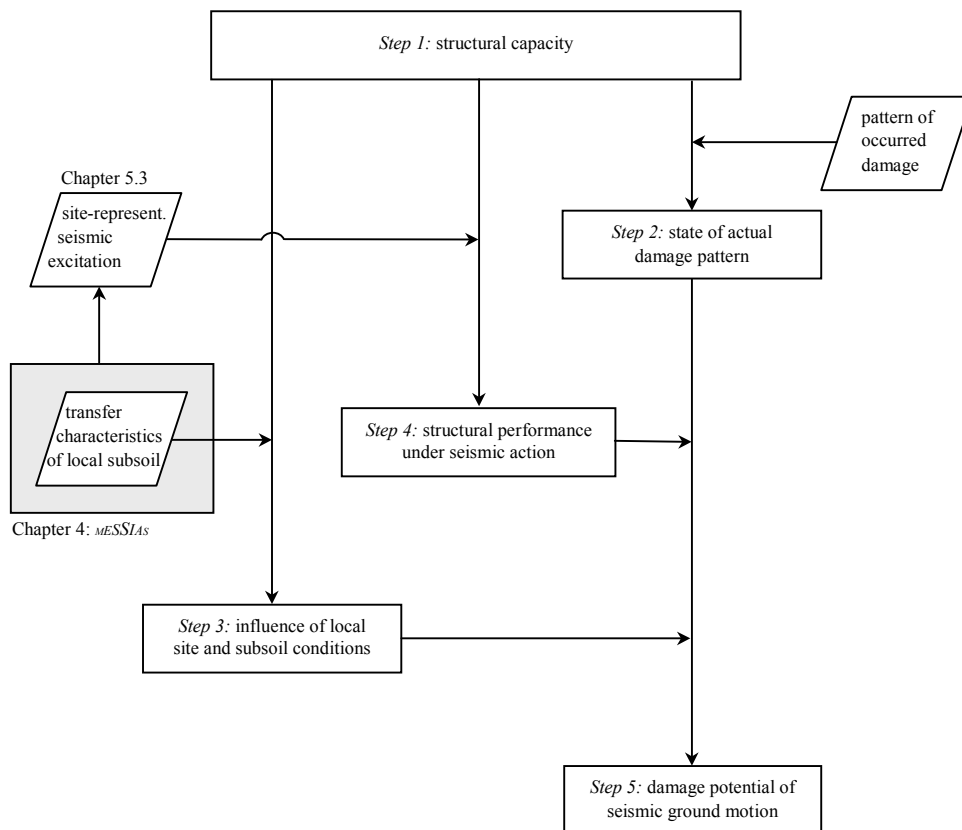 Step 1: structural capacity
pattern of
occurred
damage
Chapter 5.3
site-represent.
seismic
excitation
Step 2: state of actual
damage pattern
transfer
characteristics
of local subsoil
Step 4: structural performance
under seismic action
Chapter 4: MESSIAS
Step 3: influence of local
site and subsoil conditions
Step 5: damage potential of
seismic ground motion